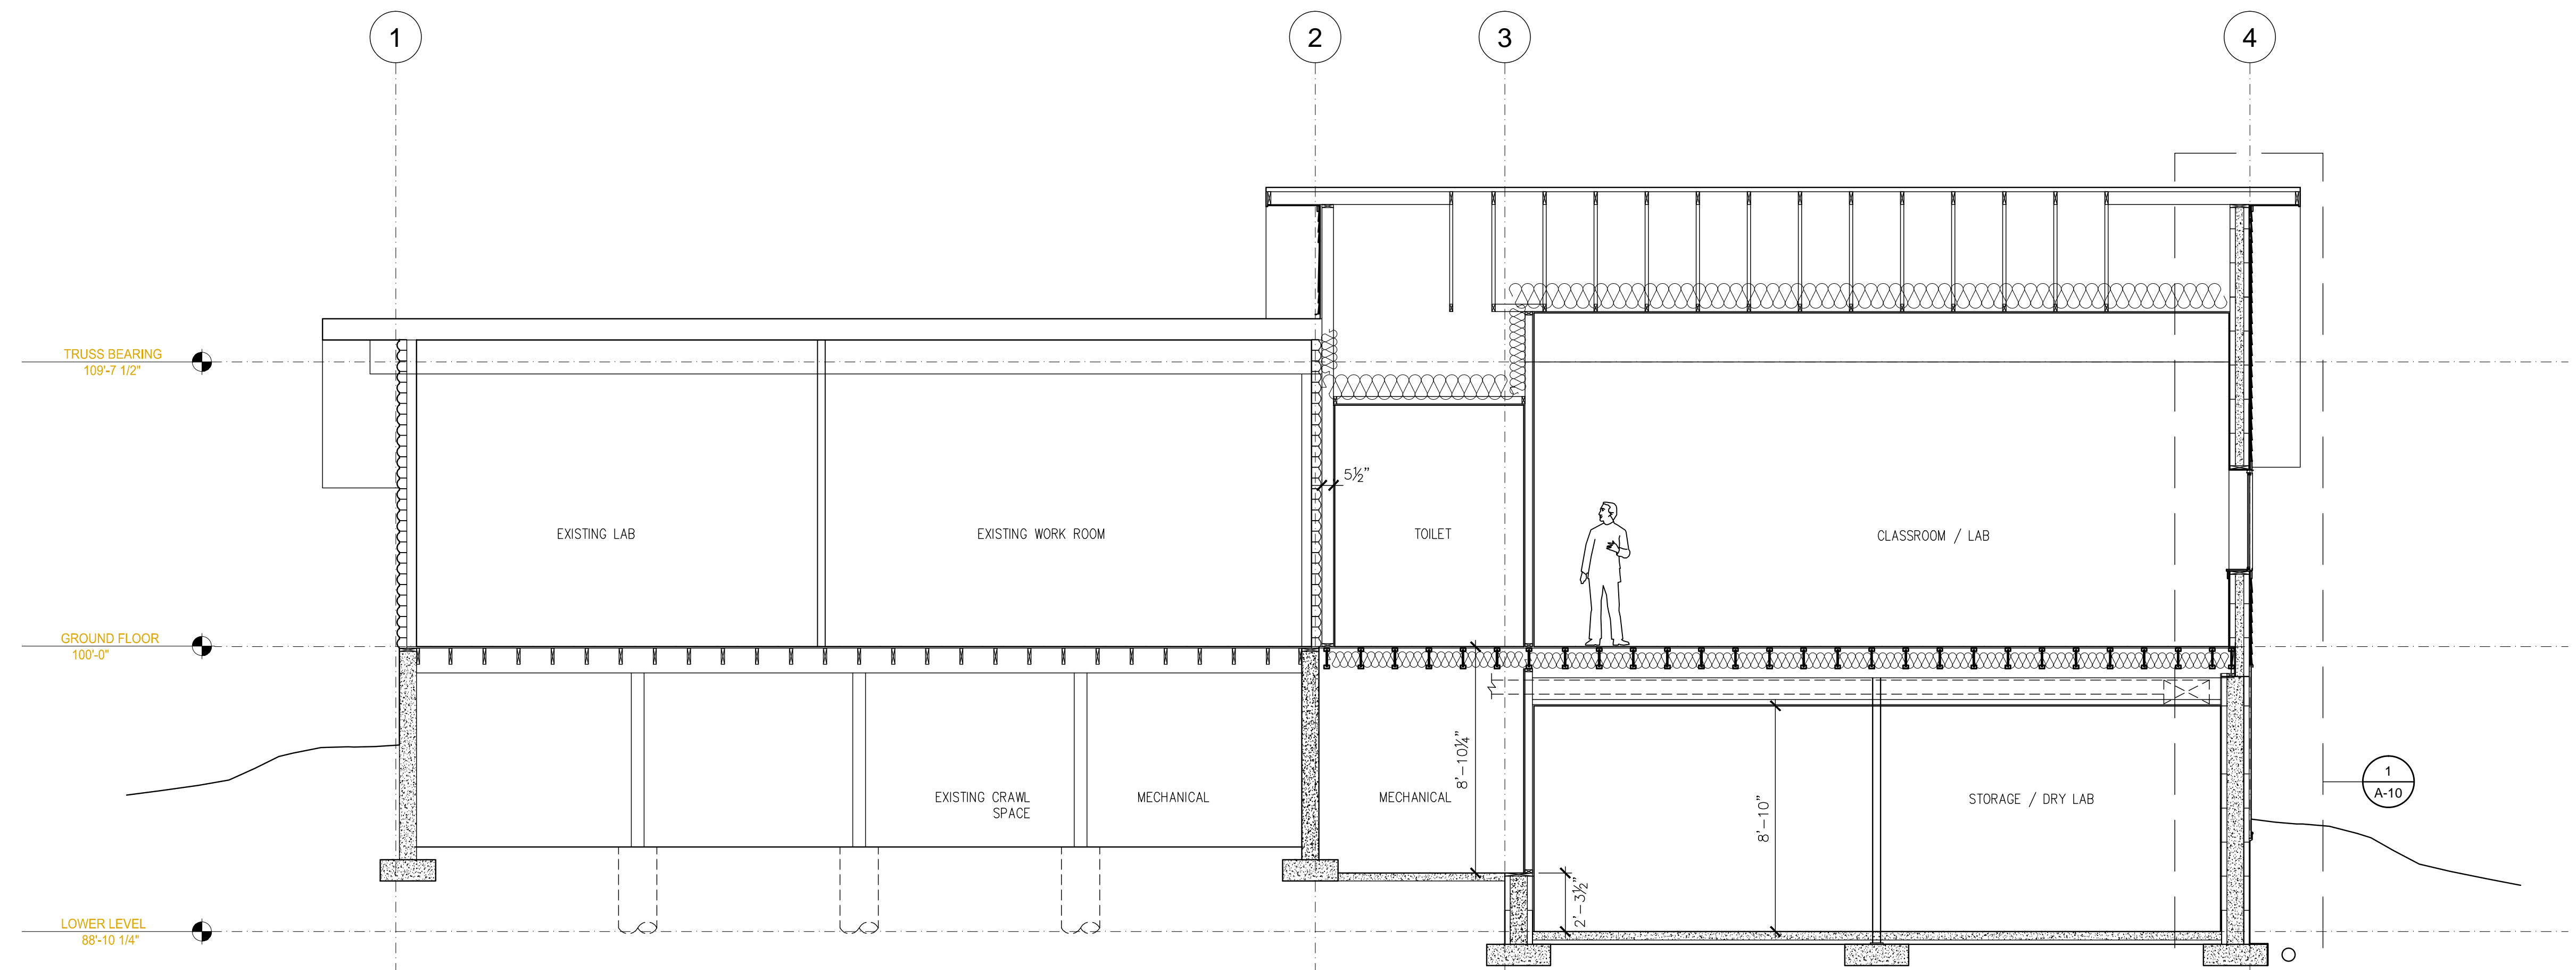 1
2
3
4
TRUSS BEARING
109'-7 1/2"
5½"
EXISTING LAB
EXISTING WORK ROOM
TOILET
CLASSROOM / LAB
GROUND FLOOR
100'-0"
8'-10¼"
EXISTING CRAWL
SPACE
MECHANICAL
MECHANICAL
8'-10"
STORAGE / DRY LAB
1
A-10
2'-3½"
LOWER LEVEL
88'-10 1/4"